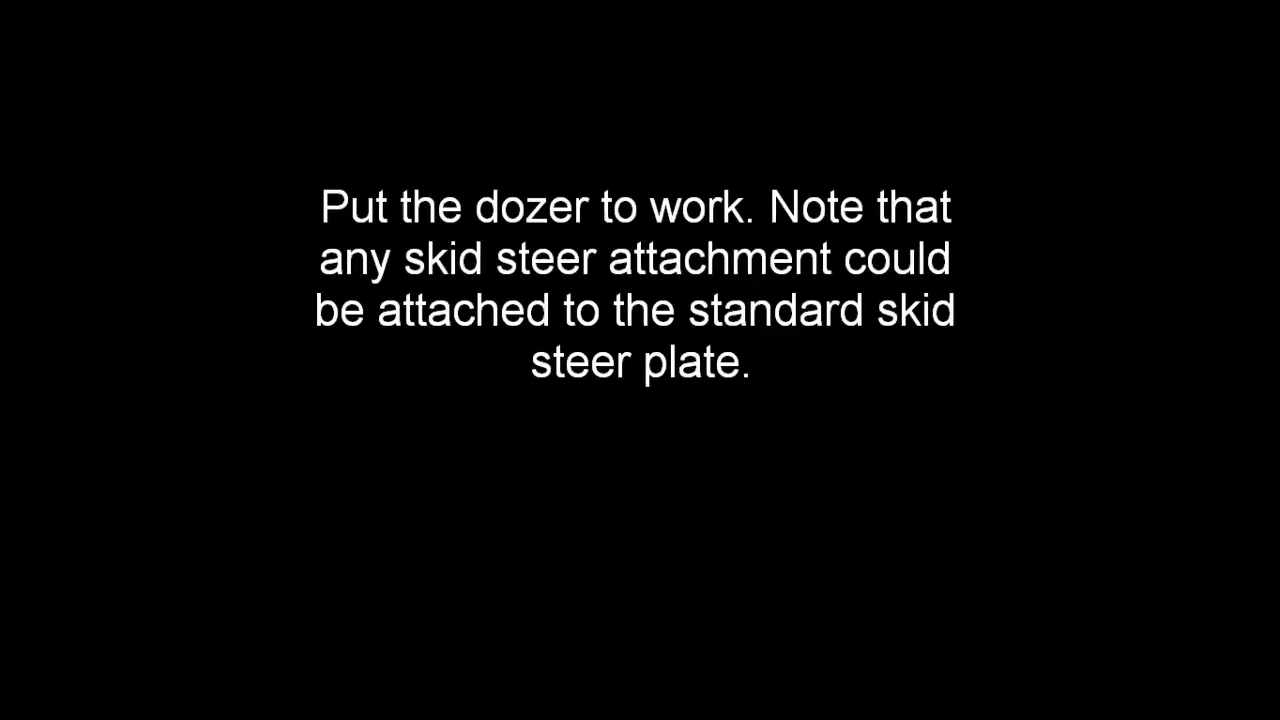 Put the dozer to work. Note that
any skid steer attachment could
be attached to the standard skid
steer plate.